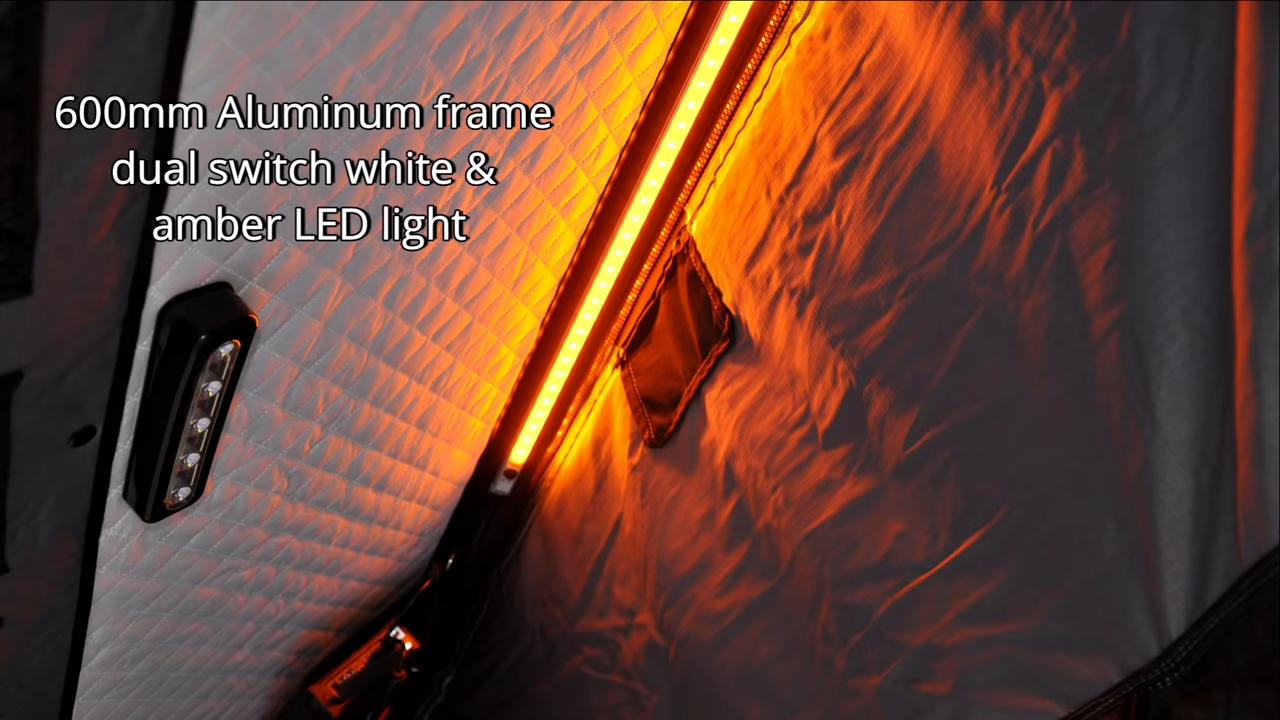 600mm Aluminum frame
dual switch white &
amber LED light